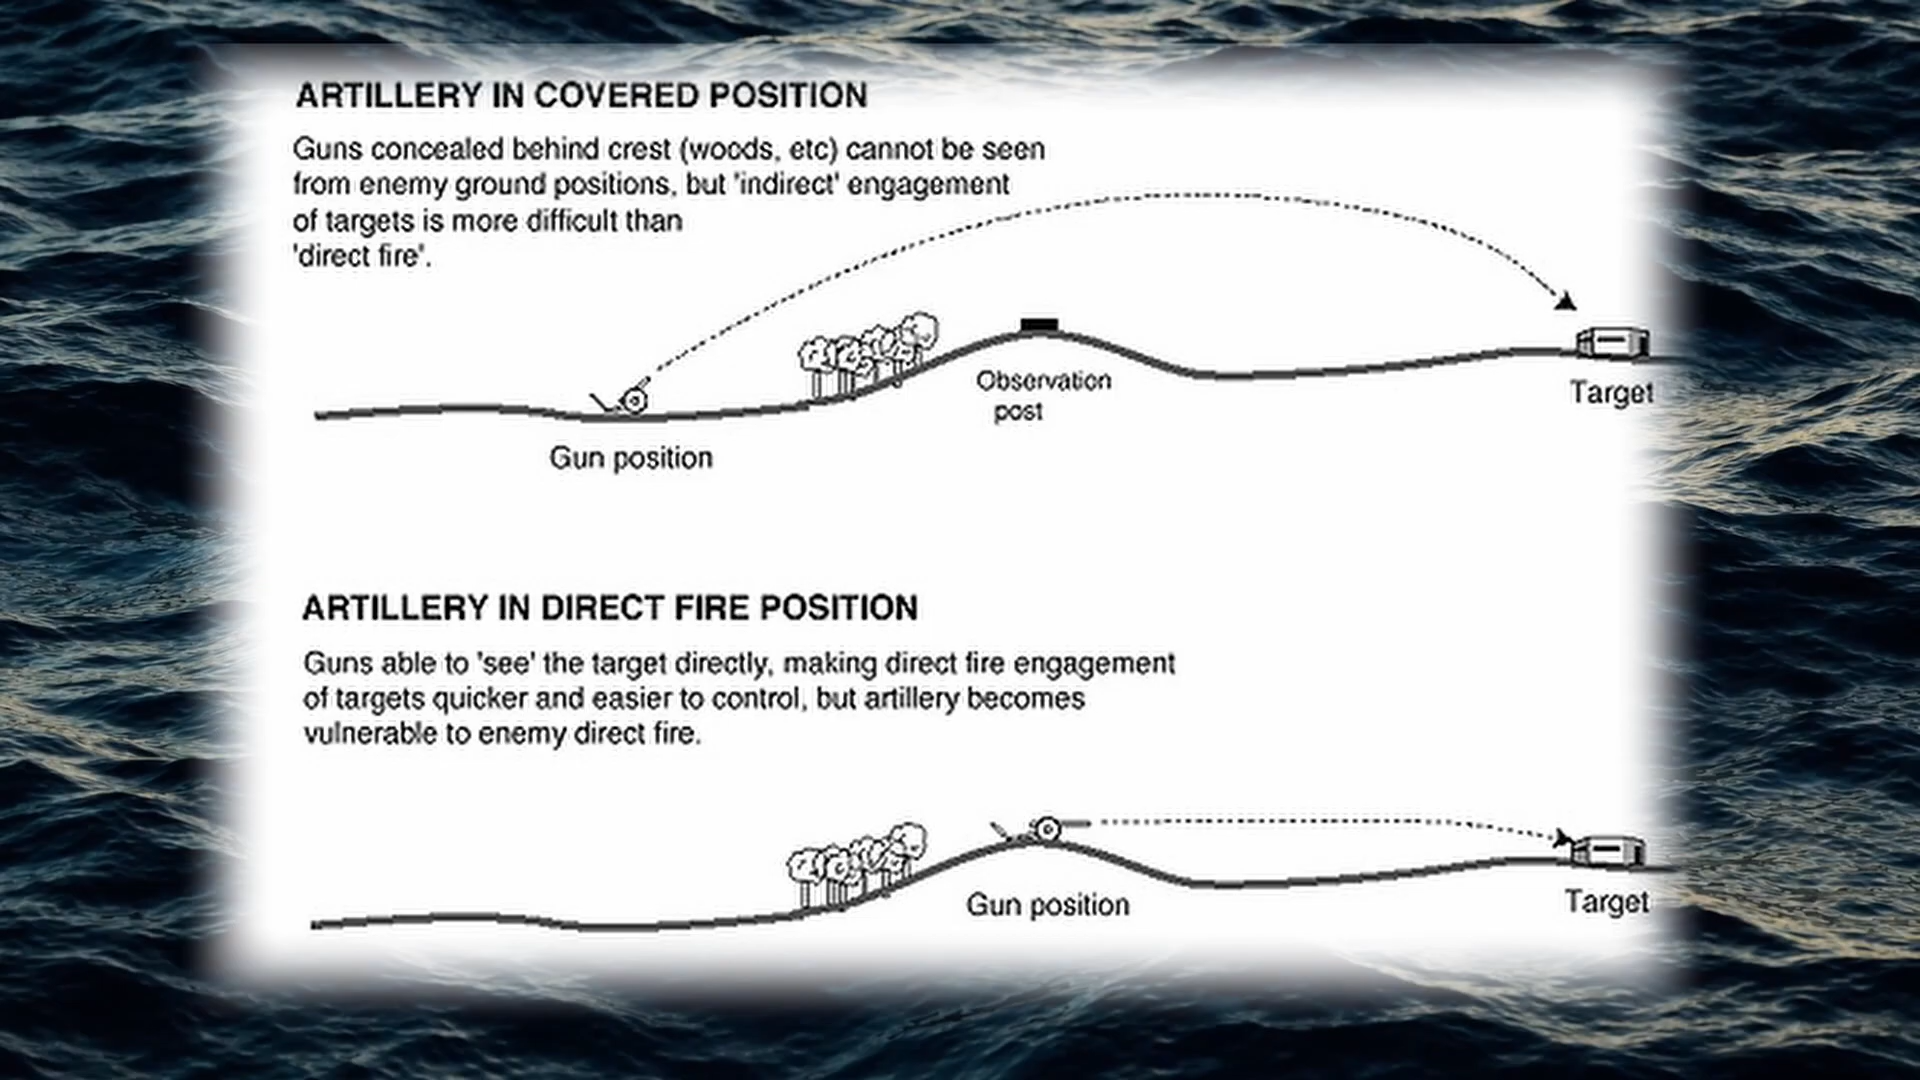 ARTILLERY IN COVERED POSITION
Guns concealed behind crest (woods, etc) cannot be seen
from enemy ground positions, but 'indirect' engagement
of targets is more difficult than
'direct fire'.
Observation
post
Target
Gun position
ARTILLERY IN DIRECT FIRE POSITION
Guns able to 'see' the target directly, making direct fire engagement
of targets quicker and easier to control, but artillery becomes
vulnerable to enemy direct fire.
Gun position
Target